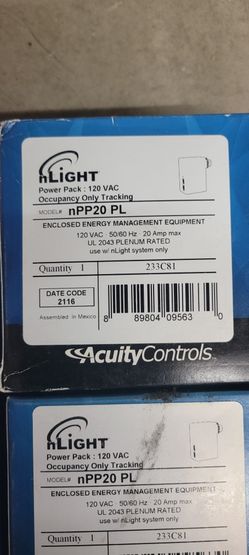 nLIGHT
Power Pack : 120 VAC
Occupancy Only Tracking
MODEL# nPP20 PL
ENCLOSED ENERGY MANAGEMENT EQUIPMENT
120 VAC · 50/60 Hz · 20 Amp max
UL 2043 PLENUM RATED
use w/ nLight system only
Quantity 1 233C81
DATE CODE
2116
Assembled in Mexico
8 89804 09563 0
AcuityControls
nLIGHT
Power Pack : 120 VAC
Occupancy Only Tracking
MODEL# nPP20 PL
ENCLOSED ENERGY MANAGEMENT EQUIPMENT
120 VAC · 50/60 Hz · 20 Amp max
UL 2043 PLENUM RATED
use w/ nLight system only
Quantity 1 233C81
DATE CODE